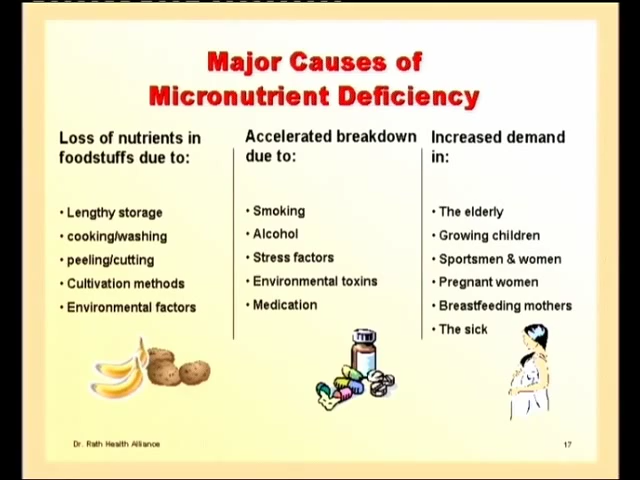 Major Causes of
Micronutrient Deficiency
Loss of nutrients in
foodstuffs due to:
• Lengthy storage
• cooking/washing
• peeling/cutting
• Cultivation methods
• Environmental factors
Accelerated breakdown
due to:
• Smoking
• Alcohol
• Stress factors
• Environmental toxins
• Medication
Increased demand
in:
• The elderly
• Growing children
• Sportsmen & women
• Pregnant women
• Breastfeeding mothers
• The sick
Dr. Rath Health Alliance
17